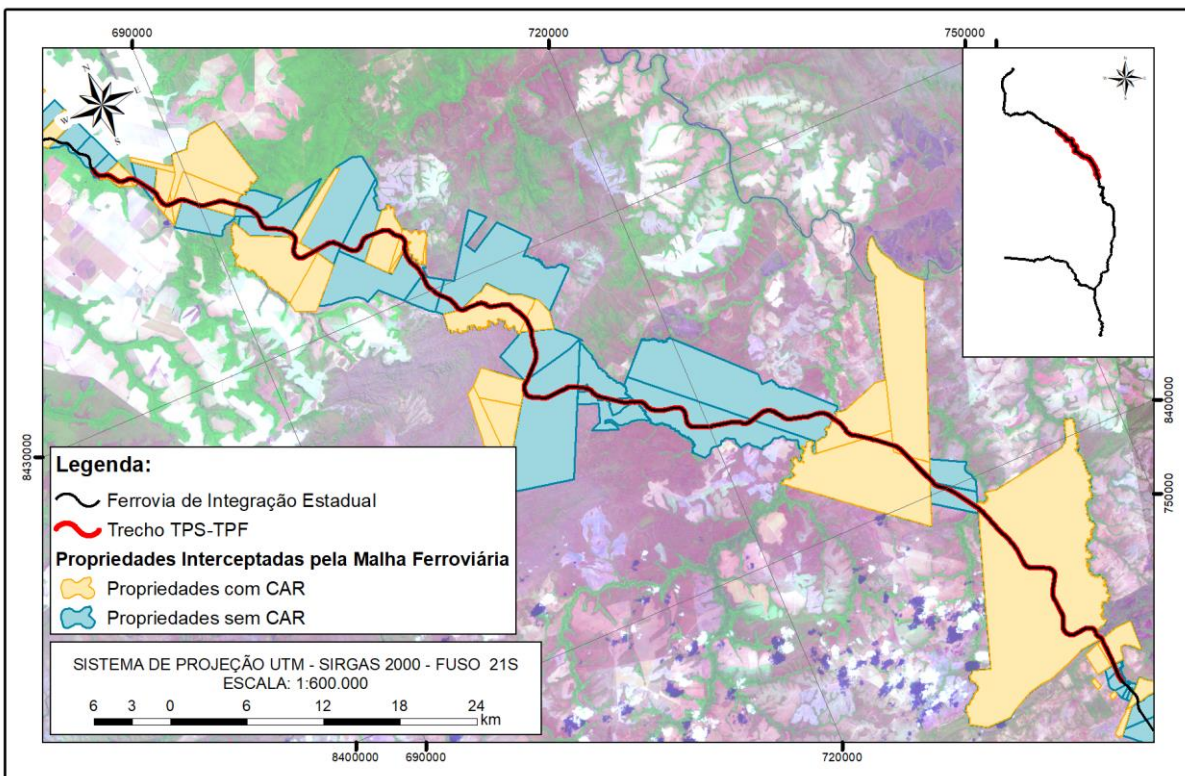 690000
720000
750000
N
E
W
S
8430000
8400000
750000
Legenda:
Ferrovia de Integração Estadual
Trecho TPS-TPF
Propriedades Interceptadas pela Malha Ferroviária
Propriedades com CAR
Propriedades sem CAR
SISTEMA DE PROJEÇÃO UTM - SIRGAS 2000 - FUSO 21S
ESCALA: 1:600.000
6 3 0 6 12 18 24
km
8400000
690000
720000